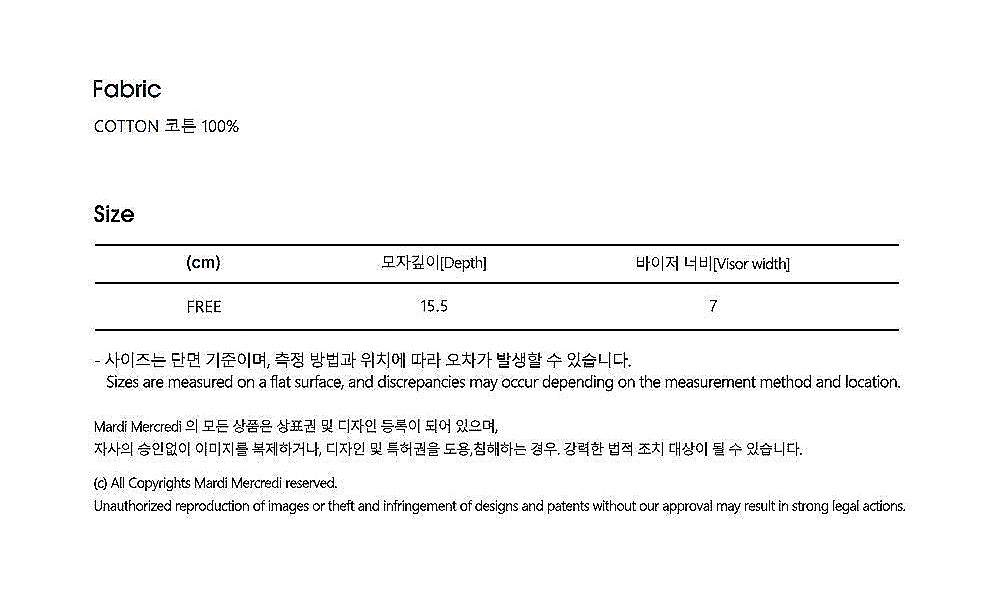 Fabric
COTTON 코튼 100%
Size
(cm) 모자깊이[Depth] 바이저 너비[Visor width]
FREE 15.5 7
- 사이즈는 단면 기준이며, 측정 방법과 위치에 따라 오차가 발생할 수 있습니다.
Sizes are measured on a flat surface, and discrepancies may occur depending on the measurement method and location.
Mardi Mercredi 의 모든 상품은 상표권 및 디자인 등록이 되어 있으며,
자사의 승인없이 이미지를 복제하거나, 디자인 및 특허권을 도용,침해하는 경우. 강력한 법적 조치 대상이 될 수 있습니다.
(c) All Copyrights Mardi Mercredi reserved.
Unauthorized reproduction of images or theft and infringement of designs and patents without our approval may result in strong legal actions.